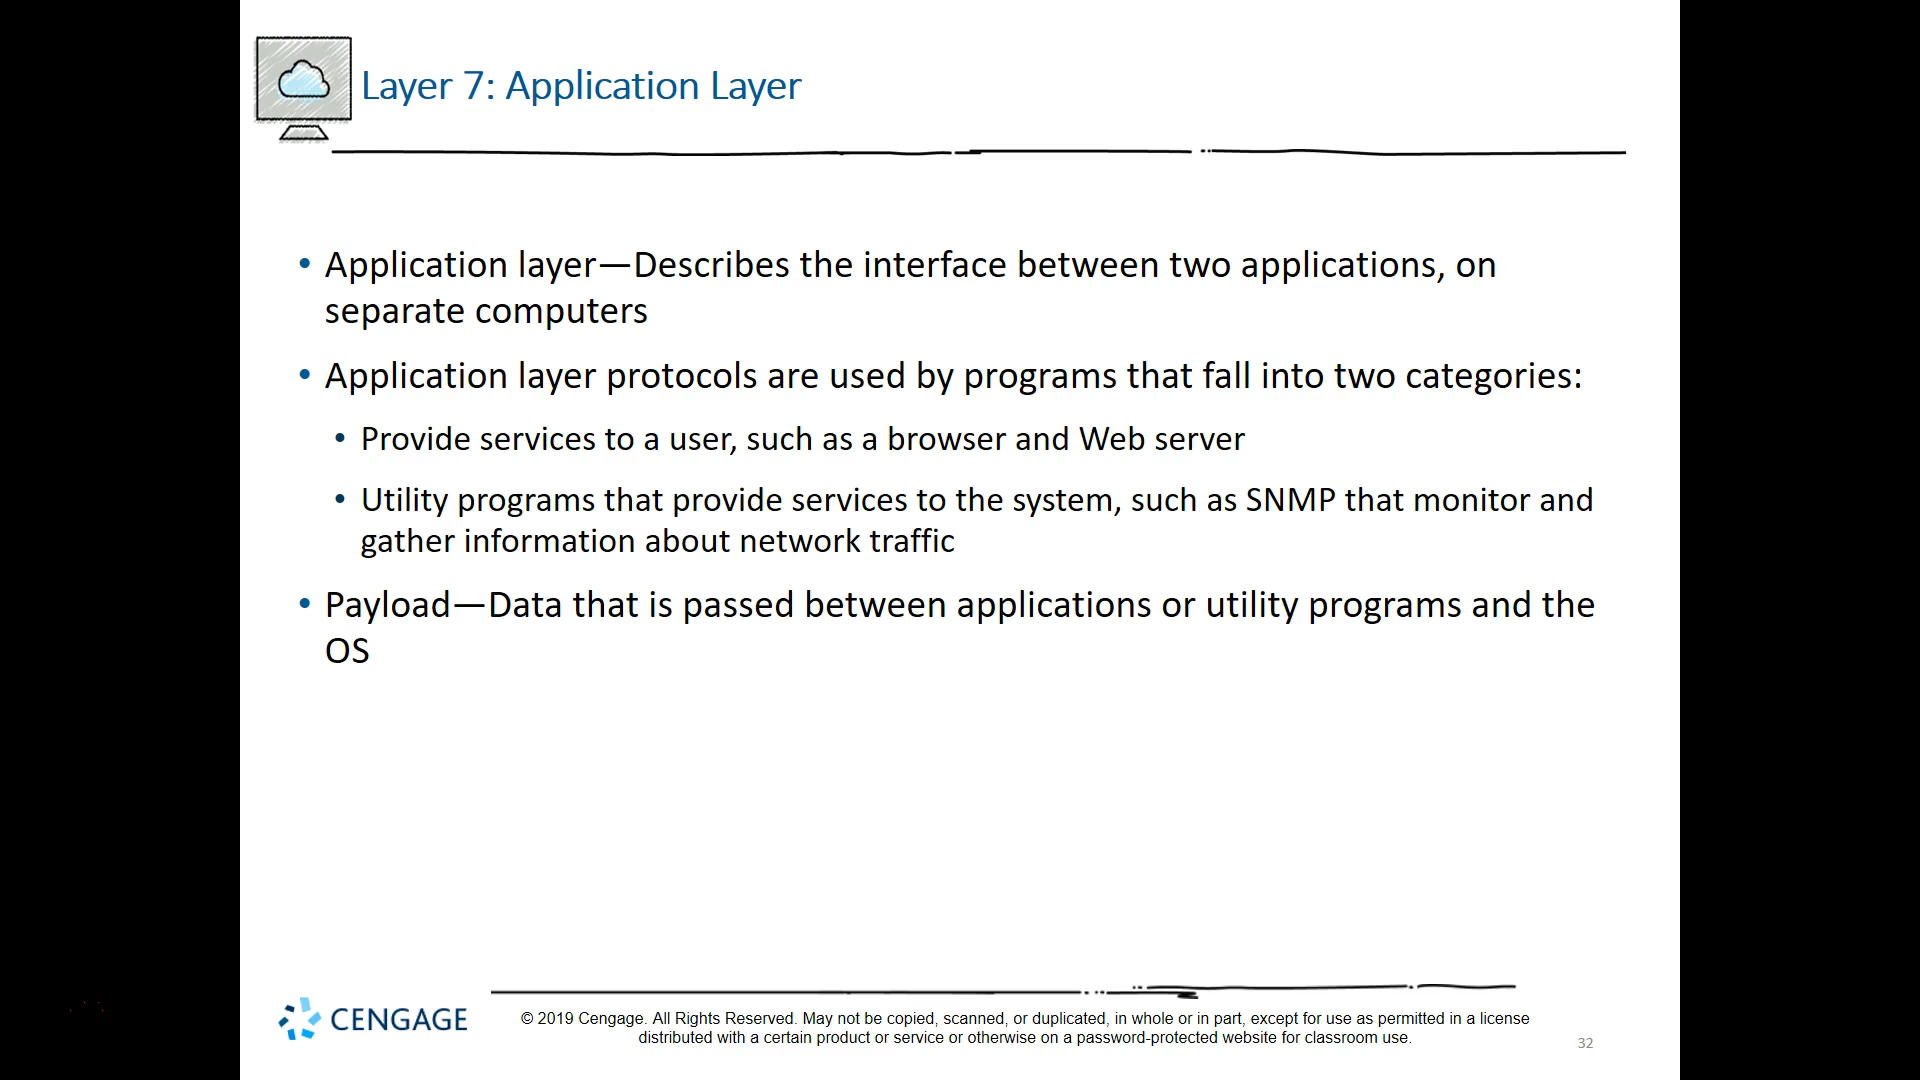 Layer 7: Application Layer
• Application layer—Describes the interface between two applications, on
separate computers
• Application layer protocols are used by programs that fall into two categories:
• Provide services to a user, such as a browser and Web server
• Utility programs that provide services to the system, such as SNMP that monitor and
gather information about network traffic
• Payload—Data that is passed between applications or utility programs and the
OS
CENGAGE
© 2019 Cengage. All Rights Reserved. May not be copied, scanned, or duplicated, in whole or in part, except for use as permitted in a license
distributed with a certain product or service or otherwise on a password-protected website for classroom use.
32